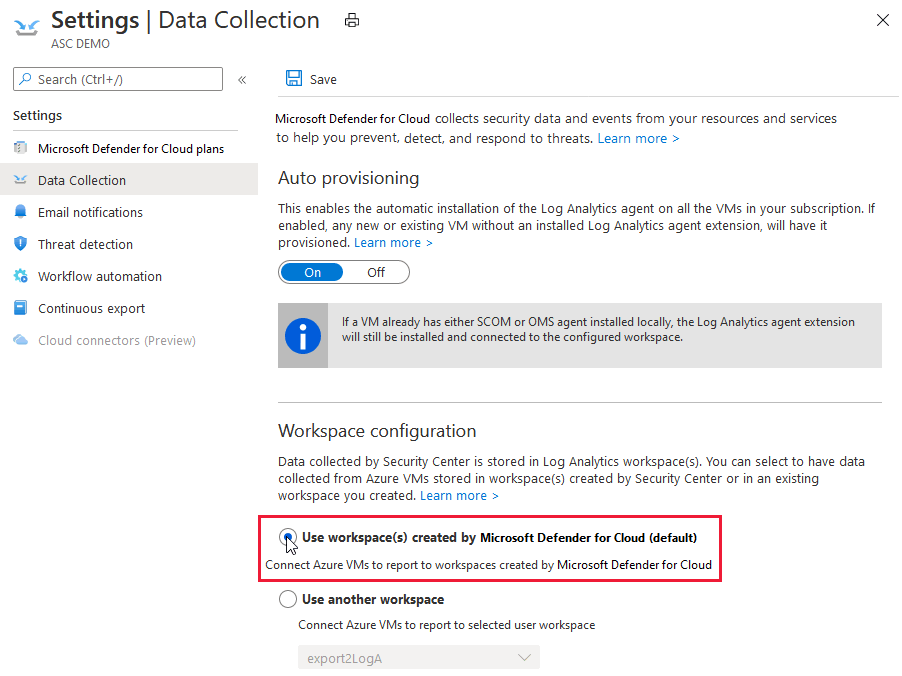 Settings | Data Collection
ASC DEMO
Search (Ctrl+/)
«
Settings
Microsoft Defender for Cloud plans
Data Collection
Email notifications
Threat detection
Workflow automation
Continuous export
Cloud connectors (Preview)
Save
Microsoft Defender for Cloud collects security data and events from your resources and services
to help you prevent, detect, and respond to threats. Learn more >
Auto provisioning
This enables the automatic installation of the Log Analytics agent on all the VMs in your subscription. If
enabled, any new or existing VM without an installed Log Analytics agent extension, will have it
provisioned. Learn more >
On Off
If a VM already has either SCOM or OMS agent installed locally, the Log Analytics agent extension
will still be installed and connected to the configured workspace.
Workspace configuration
Data collected by Security Center is stored in Log Analytics workspace(s). You can select to have data
collected from Azure VMs stored in workspace(s) created by Security Center or in an existing
workspace you created. Learn more >
Use workspace(s) created by Microsoft Defender for Cloud (default)
Connect Azure VMs to report to workspaces created by Microsoft Defender for Cloud
Use another workspace
Connect Azure VMs to report to selected user workspace
export2LogA